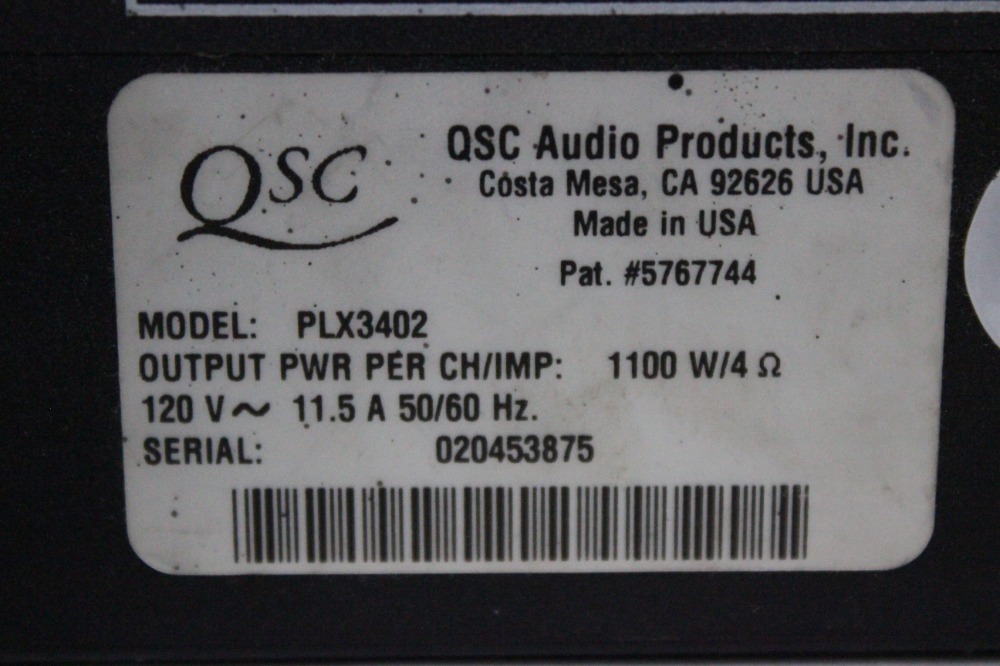 QSC
QSC Audio Products, Inc.
Costa Mesa, CA 92626 USA
Made in USA
Pat. #5767744
MODEL: PLX3402
OUTPUT PWR PER CH/IMP: 1100 W/4 Ω
120 V~ 11.5 A 50/60 Hz.
SERIAL: 020453875